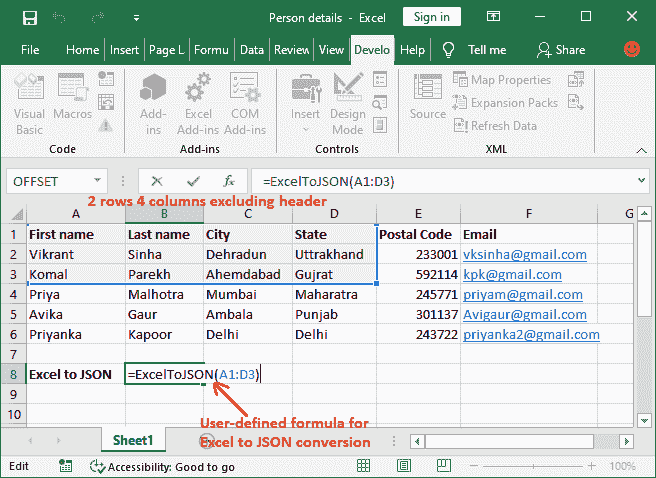 Person details - Excel
Sign in
File Home Insert Page L Formu Data Review View Develo Help Tell me Share
Visual Basic
Macros
Code
Add-ins
Excel Add-ins
COM Add-ins
Add-ins
Insert
Design Mode
Controls
Source
Map Properties
Expansion Packs
Refresh Data
XML
OFFSET fx =ExcelToJSON(A1:D3)
2 rows 4 columns excluding header
A B C D E F G
1 First name Last name City State Postal Code Email
2 Vikrant Sinha Dehradun Uttrakhand 233001 vksinha@gmail.com
3 Komal Parekh Ahemdabad Gujrat 592114 kpk@gmail.com
4 Priya Malhotra Mumbai Maharatra 245771 priyam@gmail.com
5 Avika Gaur Ambala Punjab 301137 Avigaur@gmail.com
6 Priyanka Kapoor Delhi Delhi 243722 priyanka2@gmail.com
7
8 Excel to JSON =ExcelToJSON(A1:D3)
9
10
User-defined formula for
Excel to JSON conversion
Sheet1
Edit Accessibility: Good to go 100%